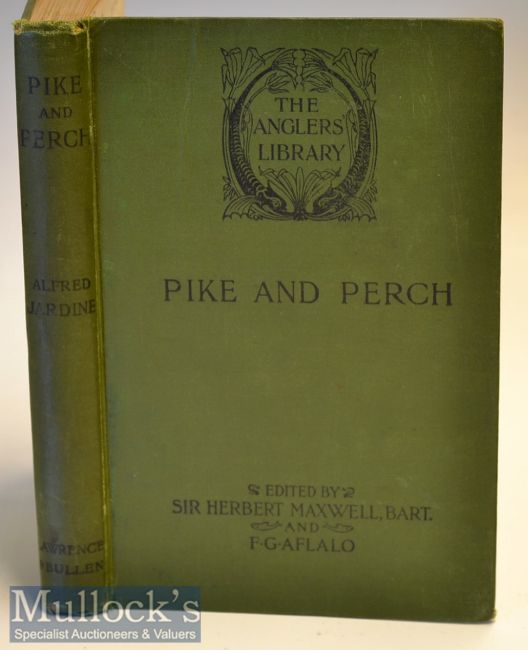 PIKE
AND
PERCH
ALFRED
JARDINE
LAWRENCE
& BULLEN
THE
ANGLERS'
LIBRARY
PIKE AND PERCH
EDITED BY
SIR HERBERT MAXWELL, BART.
AND
F·G·AFLALO
Mullock's
Specialist Auctioneers & Valuers